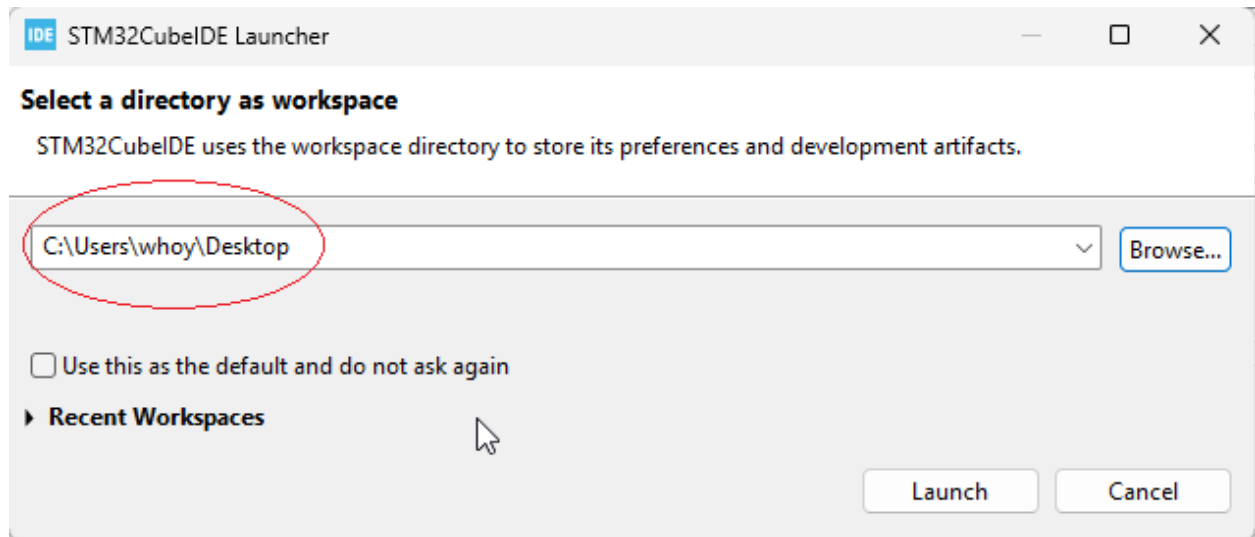 IDE STM32CubeIDE Launcher
Select a directory as workspace
STM32CubeIDE uses the workspace directory to store its preferences and development artifacts.
C:\Users\whoy\Desktop
Browse...
Use this as the default and do not ask again
Recent Workspaces
Launch Cancel